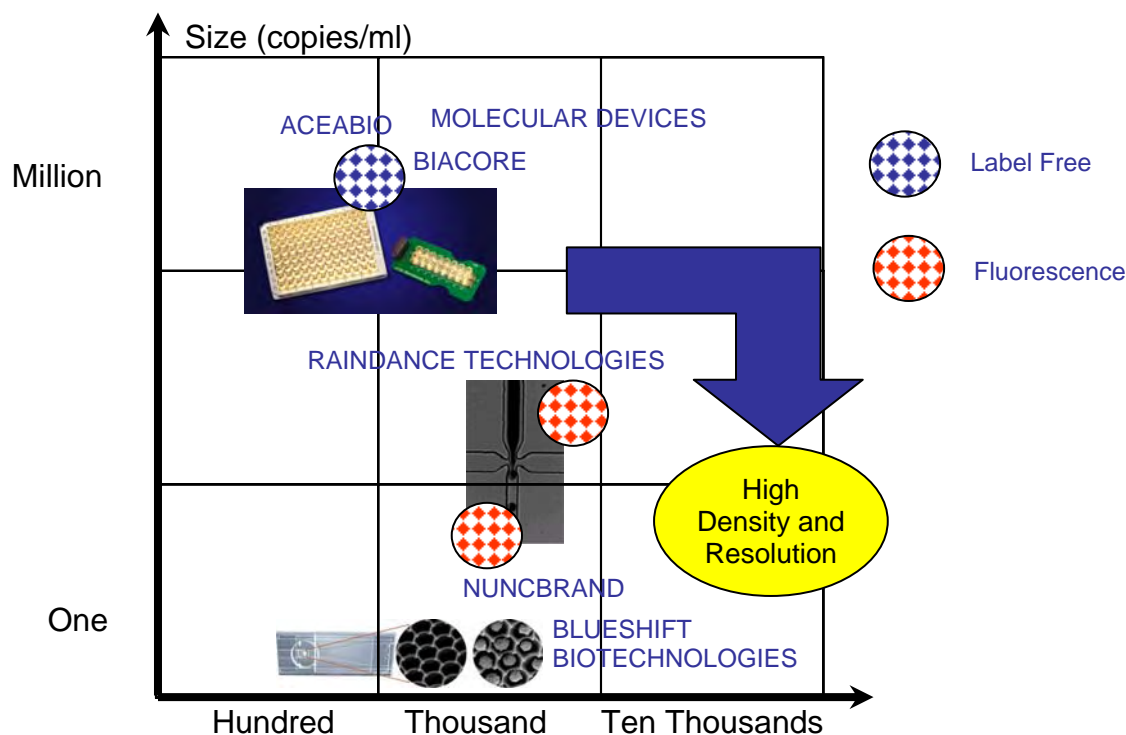 Size (copies/ml)
ACEABIO
MOLECULAR DEVICES
BIACORE
Million
Label Free
Fluorescence
RAINDANCE TECHNOLOGIES
High
Density and
Resolution
NUNCBRAND
BLUESHIFT
BIOTECHNOLOGIES
One
Hundred
Thousand
Ten Thousands